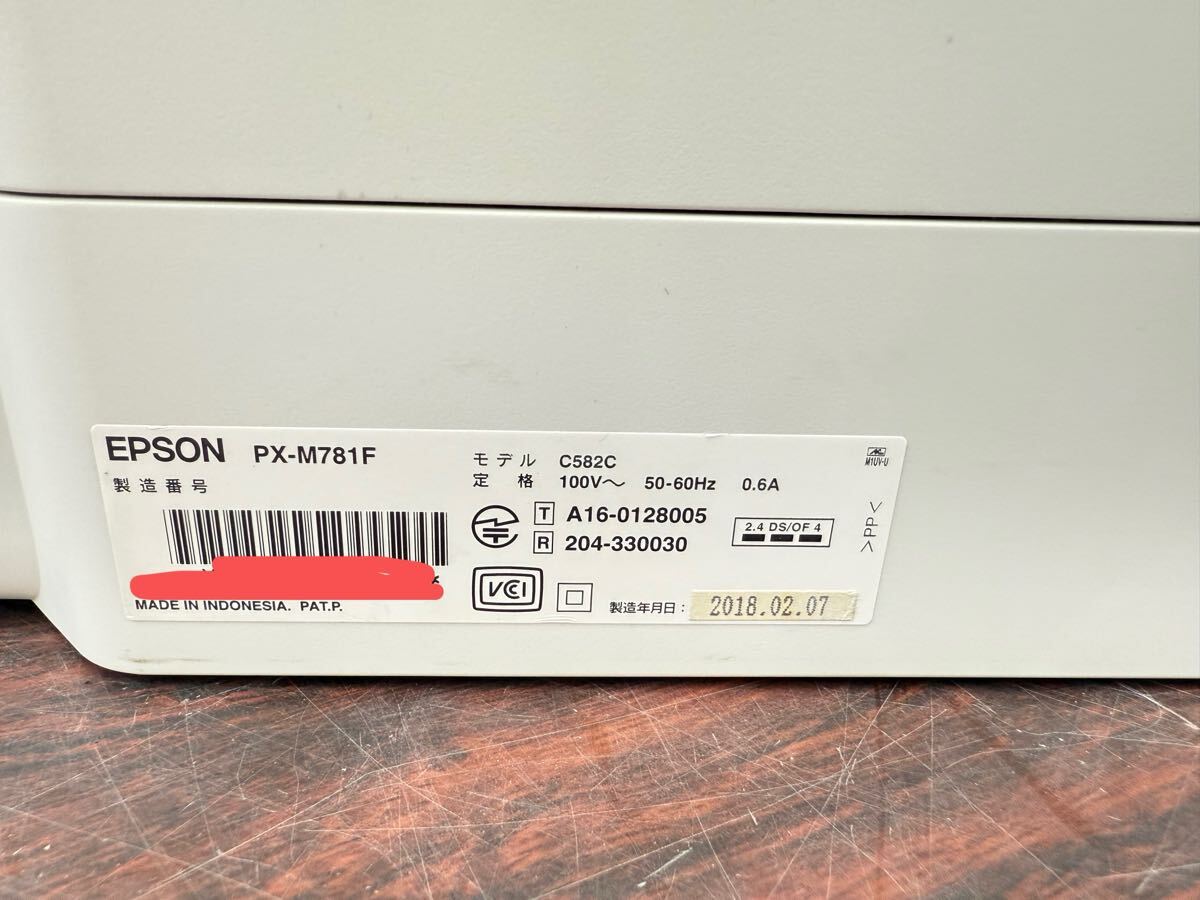 EPSON PX-M781F
製造番号
MADE IN INDONESIA. PAT.P.
モデル C582C
定格 100V～ 50-60Hz 0.6A
T A16-0128005
R 204-330030
VCI
製造年月日： 2018.02.07
2.4 DS/OF 4
M1UV-U
>PP<